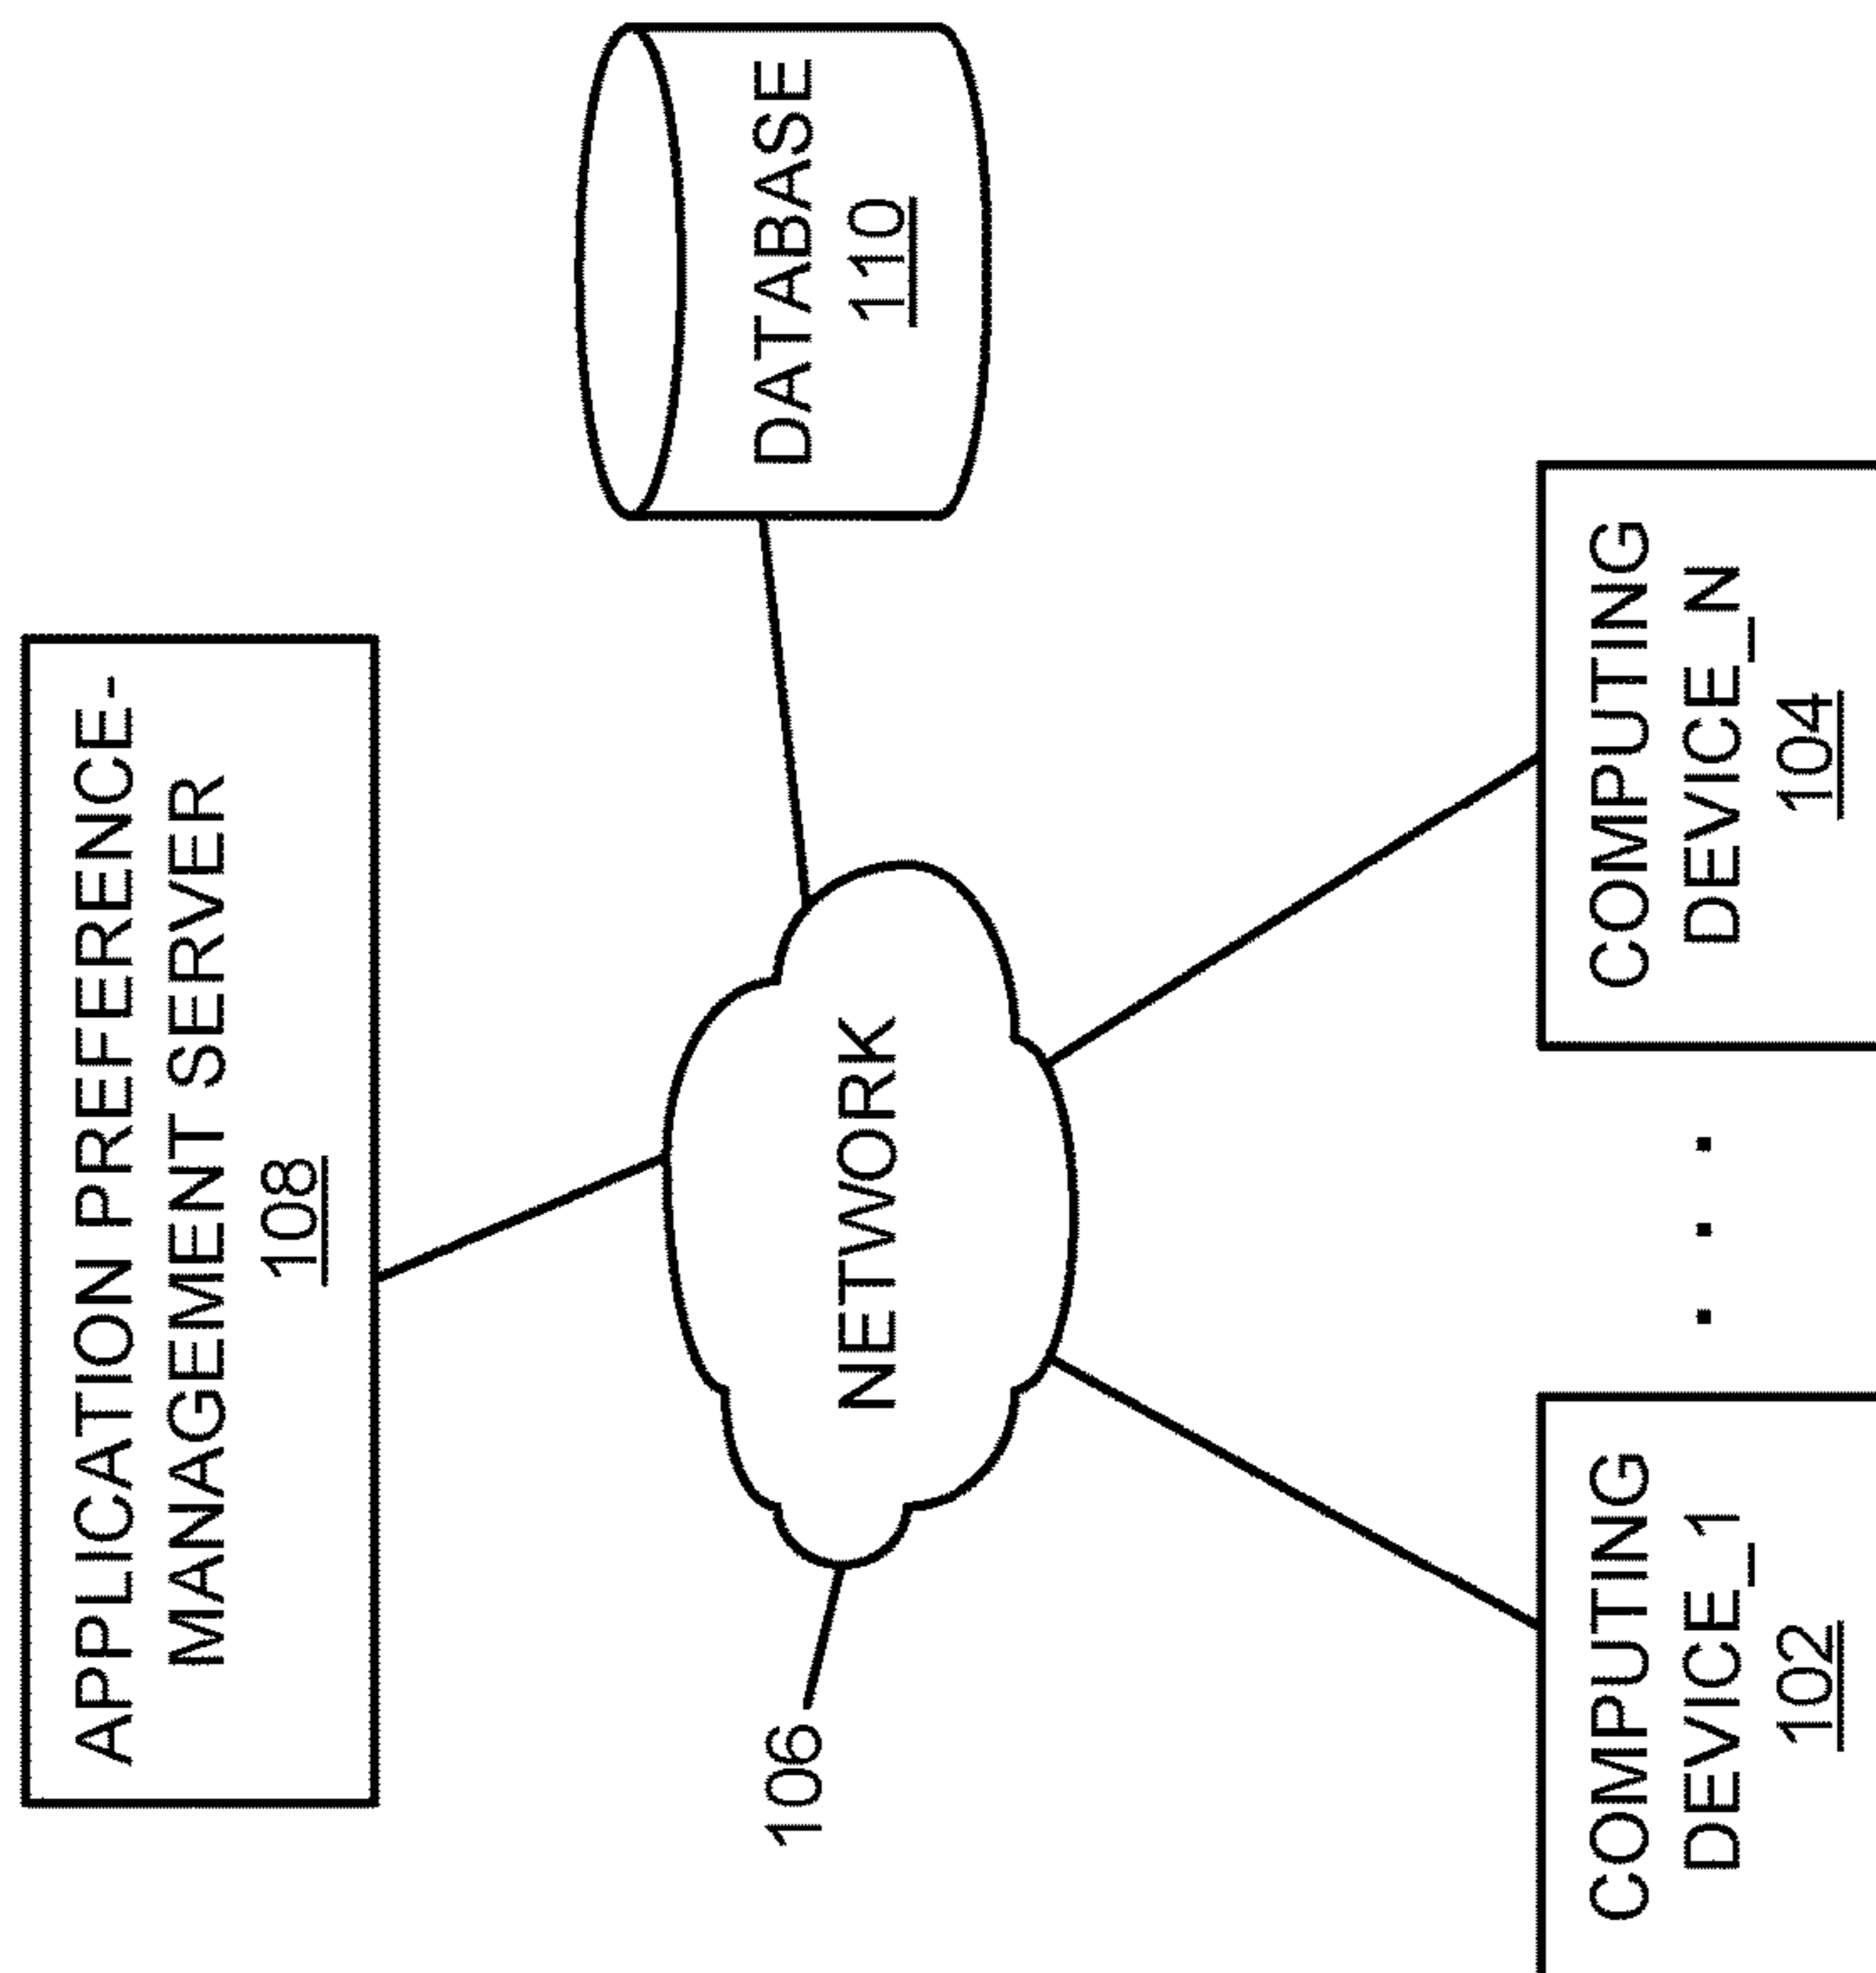 APPLICATION PREFERENCE-
MANAGEMENT SERVER
108
DATABASE
110
NETWORK
106
COMPUTING
DEVICE_1
102
. . .
COMPUTING
DEVICE_N
104